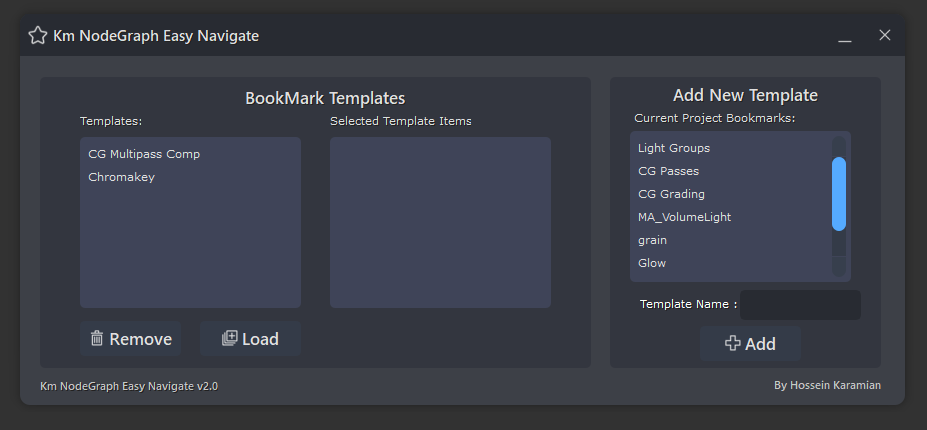 Km NodeGraph Easy Navigate
BookMark Templates
Templates:
Selected Template Items
CG Multipass Comp
Chromakey
Remove
Load
Add New Template
Current Project Bookmarks:
Light Groups
CG Passes
CG Grading
MA_VolumeLight
grain
Glow
Template Name :
Add
Km NodeGraph Easy Navigate v2.0
By Hossein Karamian